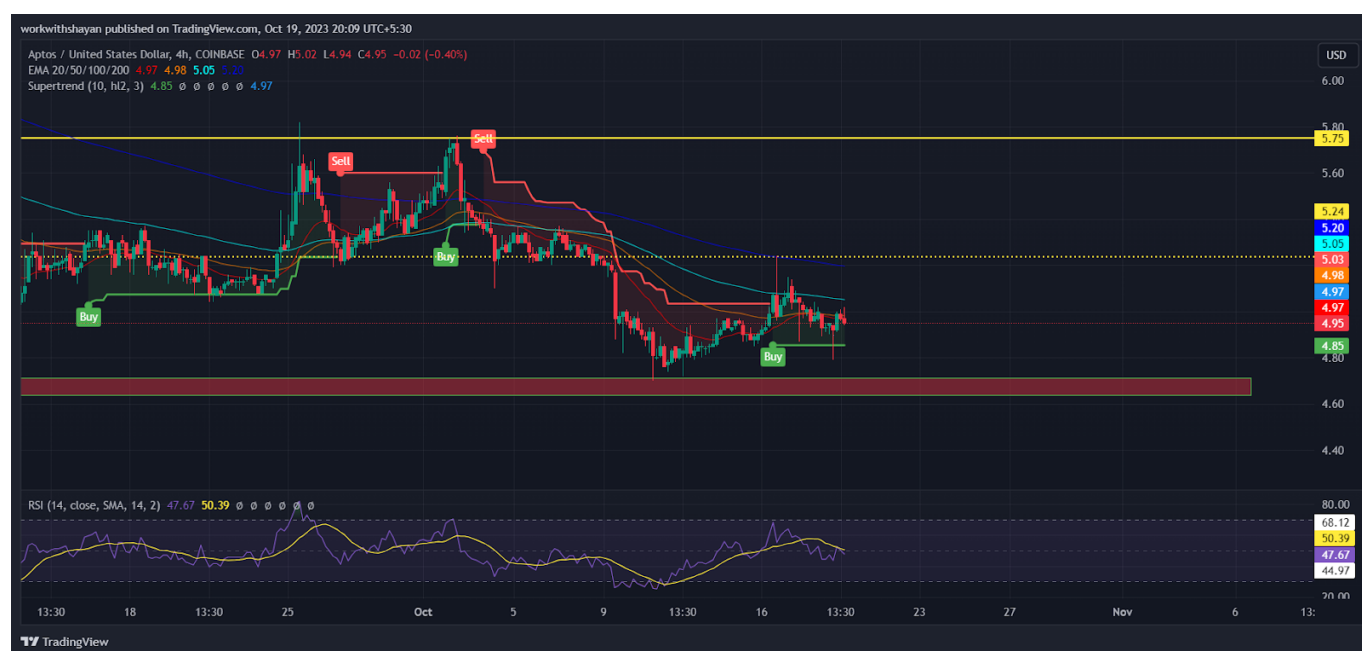 workwithshayan published on TradingView.com, Oct 19, 2023 20:09 UTC+5:30
Aptos / United States Dollar, 4h, COINBASE O4.97 H5.02 L4.94 C4.95 −0.02 (−0.40%)
EMA 20/50/100/200 4.97 4.98 5.05 5.20
Supertrend (10, hl2, 3) 4.85 ø ø ø ø ø 4.97
USD
6.00
5.80
5.75
5.60
5.24
5.20
5.05
5.03
4.98
4.97
4.97
4.95
4.85
4.80
4.60
4.40
Sell
Sell
Buy
Buy
Buy
RSI (14, close, SMA, 14, 2) 47.67 50.39 ø ø ø ø ø ø
80.00
68.12
50.39
47.67
44.97
20.00
13:30 18 13:30 25 Oct 5 9 13:30 16 13:30 23 27 Nov 6 13:
TradingView